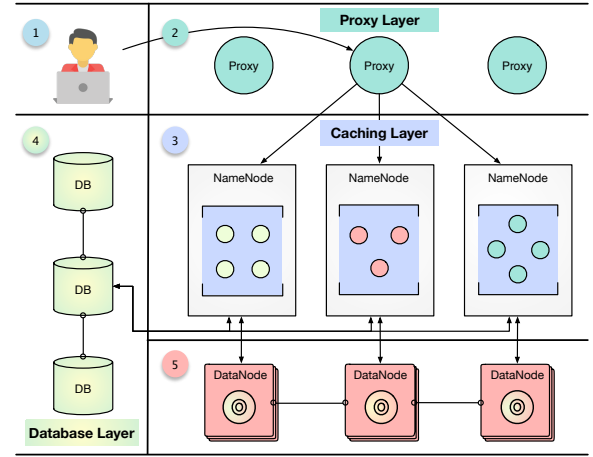 1
2
Proxy Layer
Proxy
Proxy
Proxy
4
3
Caching Layer
DB
NameNode
NameNode
NameNode
DB
DB
5
DataNode
DataNode
DataNode
Database Layer